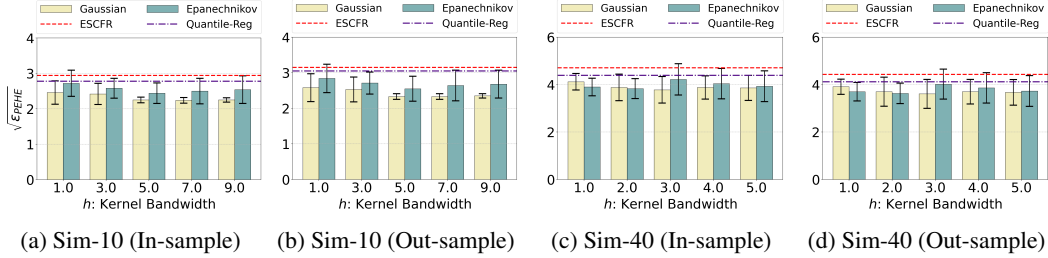 Gaussian Epanechnikov
ESCFR Quantile-Reg
4
3
2
1
0
√εPEHE
1.0 3.0 5.0 7.0 9.0
h: Kernel Bandwidth
(a) Sim-10 (In-sample)
Gaussian Epanechnikov
ESCFR Quantile-Reg
4
3
2
1
0
1.0 3.0 5.0 7.0 9.0
h: Kernel Bandwidth
(b) Sim-10 (Out-sample)
Gaussian Epanechnikov
ESCFR Quantile-Reg
6
4
2
0
1.0 2.0 3.0 4.0 5.0
h: Kernel Bandwidth
(c) Sim-40 (In-sample)
Gaussian Epanechnikov
ESCFR Quantile-Reg
6
4
2
0
1.0 2.0 3.0 4.0 5.0
h: Kernel Bandwidth
(d) Sim-40 (Out-sample)